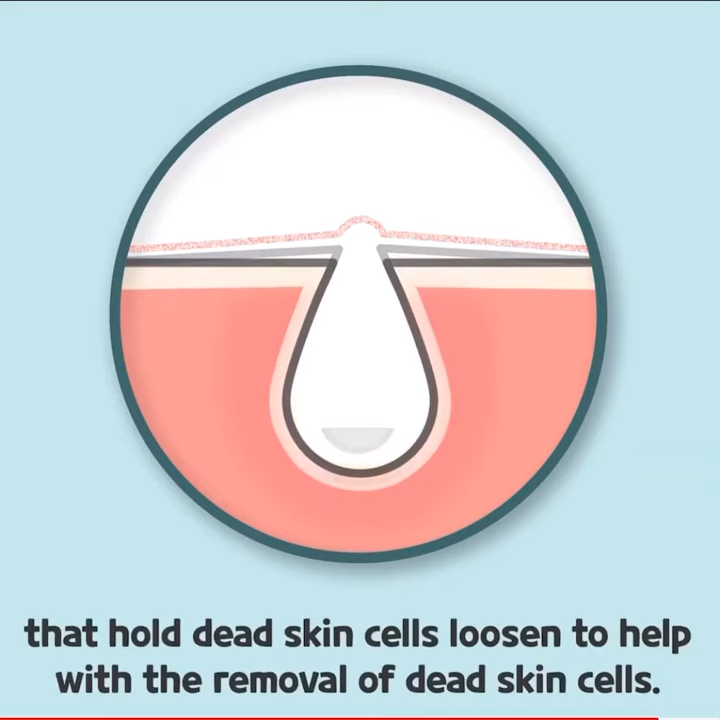 that hold dead skin cells loosen to help
with the removal of dead skin cells.